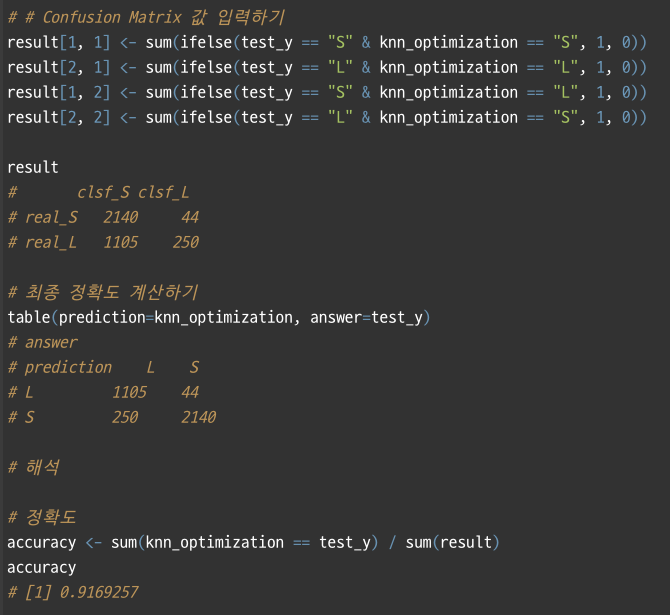 # # Confusion Matrix 값 입력하기
result[1, 1] <- sum(ifelse(test_y == "S" & knn_optimization == "S", 1, 0))
result[2, 1] <- sum(ifelse(test_y == "L" & knn_optimization == "L", 1, 0))
result[1, 2] <- sum(ifelse(test_y == "S" & knn_optimization == "L", 1, 0))
result[2, 2] <- sum(ifelse(test_y == "L" & knn_optimization == "S", 1, 0))
result
# clsf_S clsf_L
# real_S 2140 44
# real_L 1105 250
# 최종 정확도 계산하기
table(prediction=knn_optimization, answer=test_y)
# answer
# prediction L S
# L 1105 44
# S 250 2140
# 해석
# 정확도
accuracy <- sum(knn_optimization == test_y) / sum(result)
accuracy
# [1] 0.9169257